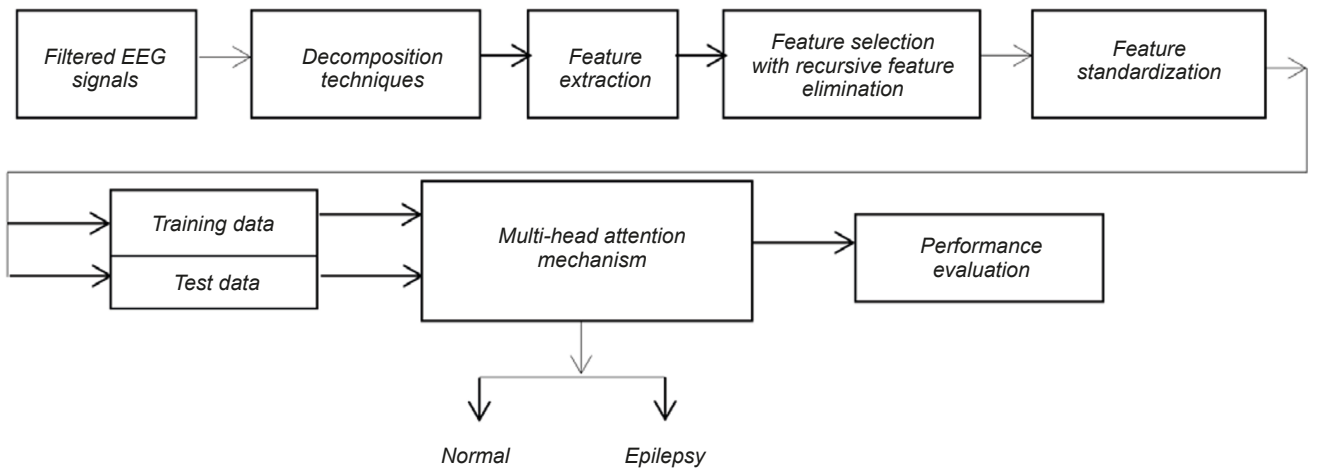 Filtered EEG
signals
Decomposition
techniques
Feature
extraction
Feature selection
with recursive feature
elimination
Feature
standardization
Training data
Test data
Multi-head attention
mechanism
Performance
evaluation
Normal
Epilepsy